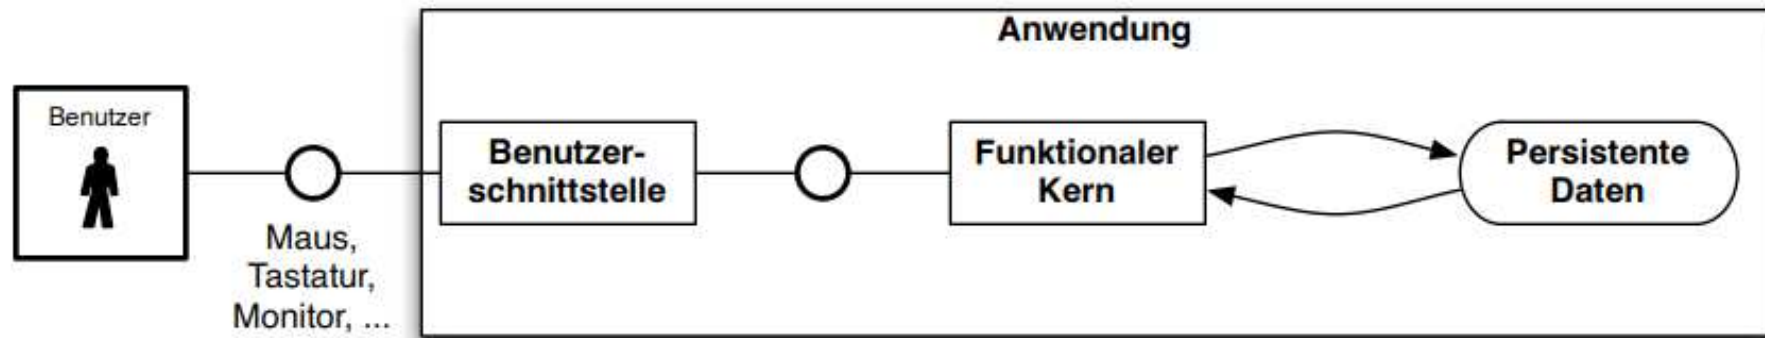 Anwendung
Benutzer
Maus,
Tastatur,
Monitor, ...
Benutzer-
schnittstelle
Funktionaler
Kern
Persistente
Daten